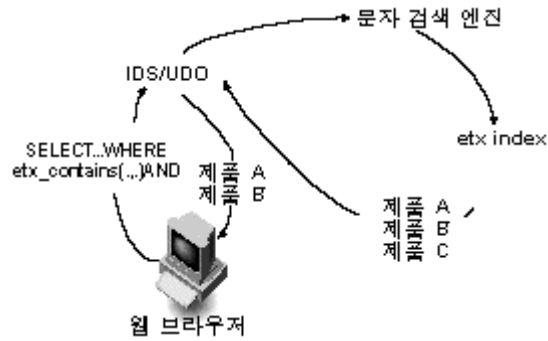 문자 검색 엔진
IDS/UDO
etx index
SELECT...WHERE
etx_contains(...)AND
제품 A
제품 B
제품 A
제품 B
제품 C
웹 브라우저